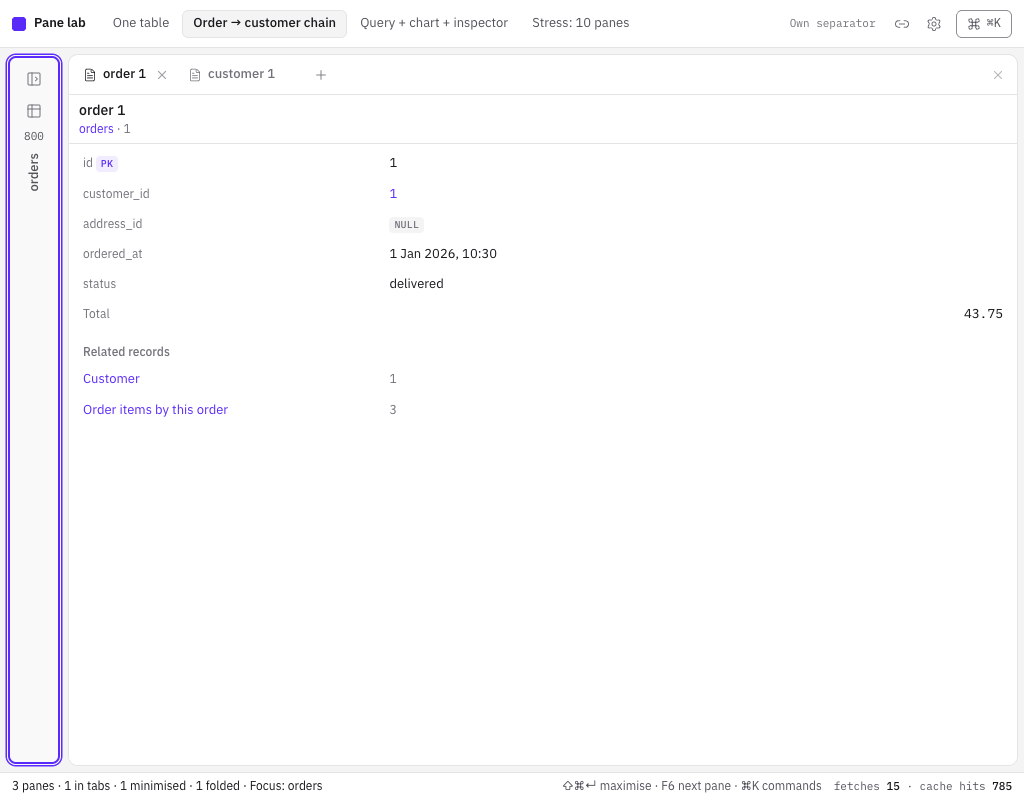 Pane lab One table Order → customer chain Query + chart + inspector Stress: 10 panes Own separator ⌘ ⌘K
800
orders
order 1 customer 1
order 1
orders · 1
id PK 1
customer_id 1
address_id NULL
ordered_at 1 Jan 2026, 10:30
status delivered
Total 43.75
Related records
Customer 1
Order items by this order 3
3 panes · 1 in tabs · 1 minimised · 1 folded · Focus: orders ⇧⌘↵ maximise · F6 next pane · ⌘K commands fetches 15 · cache hits 785